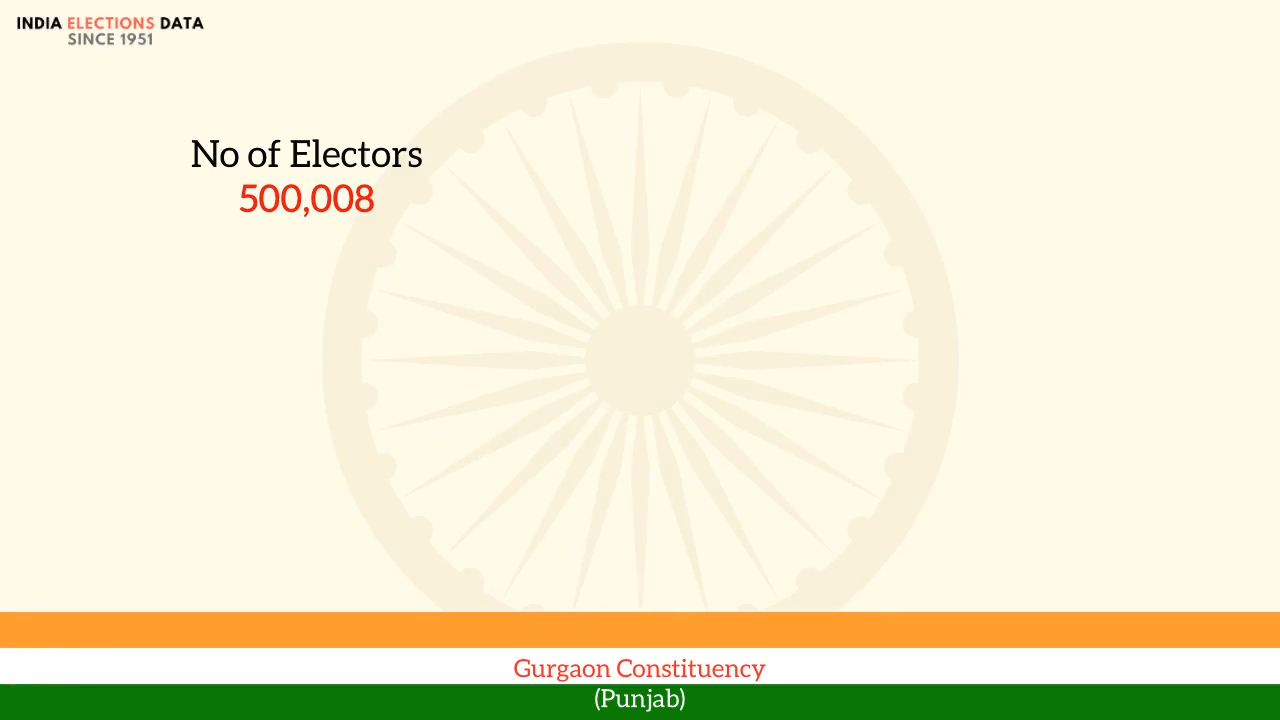 INDIA ELECTIONS DATA
SINCE 1951
No of Electors
500,008
Gurgaon Constituency
(Punjab)